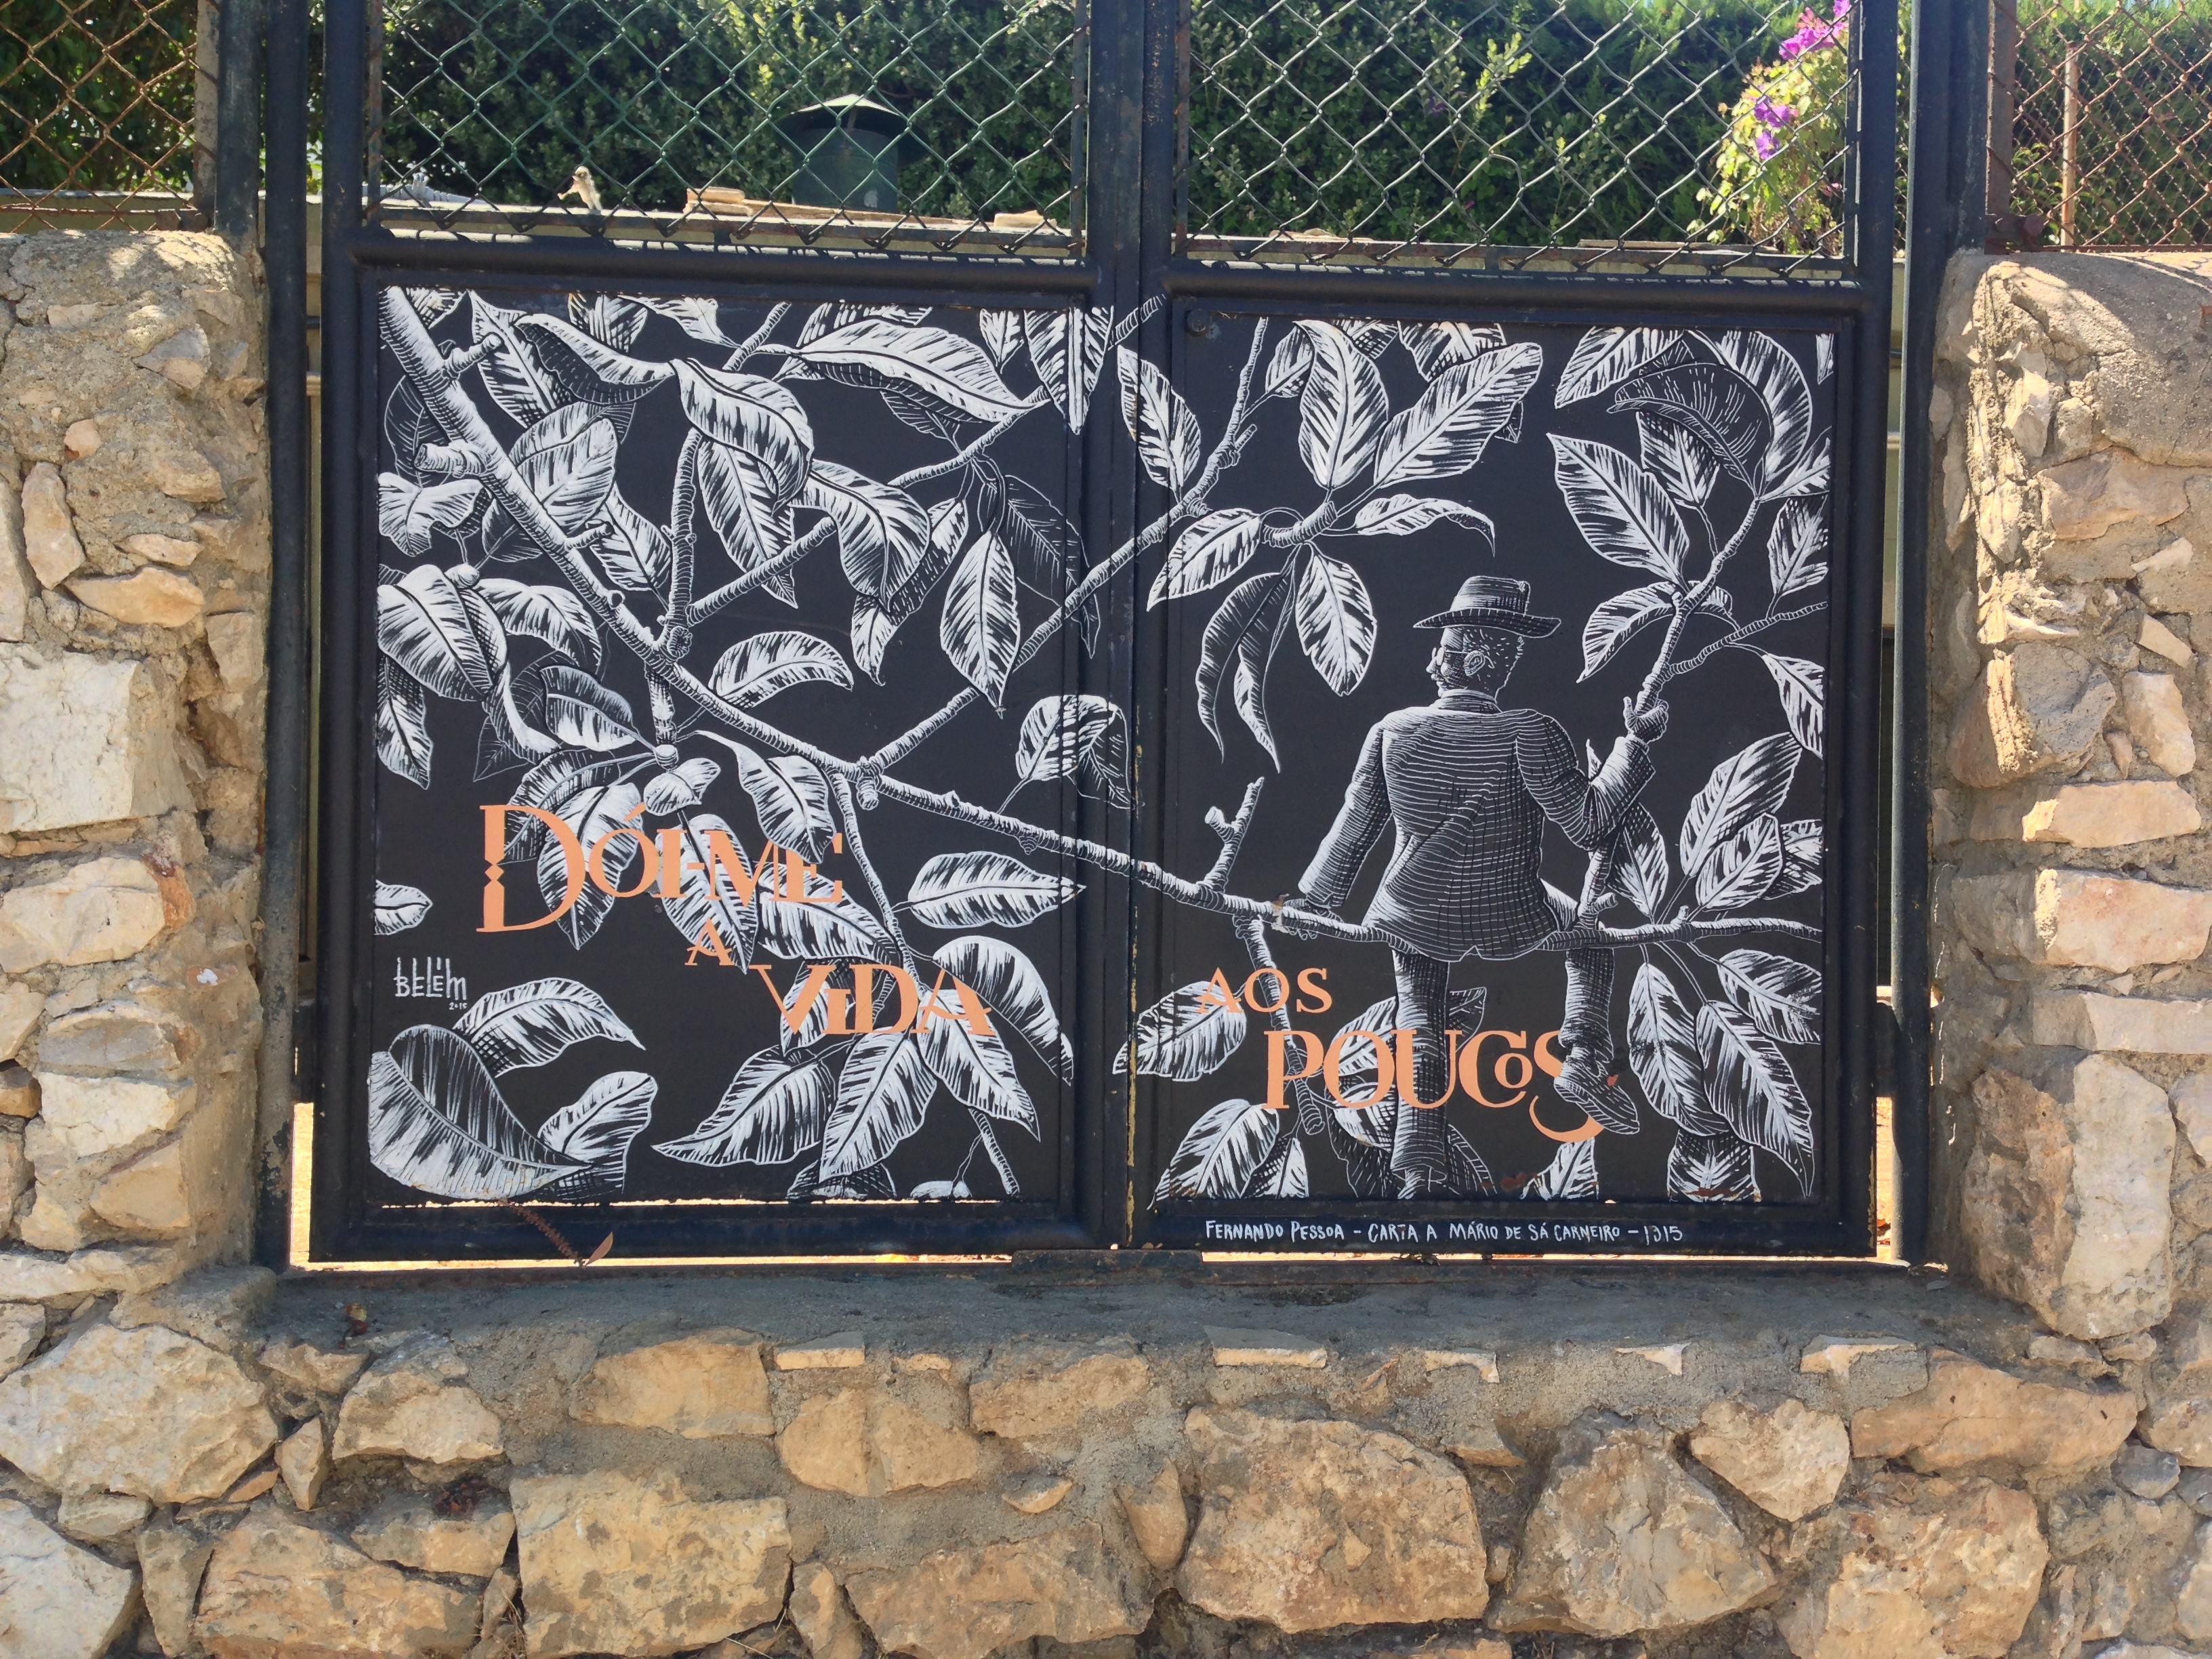 DÓI-ME
A
VIDA
AOS
POUCOS
BELÉM
FERNANDO PESSOA - CARTA A MÁRIO DE SÁ CARNEIRO - 1915